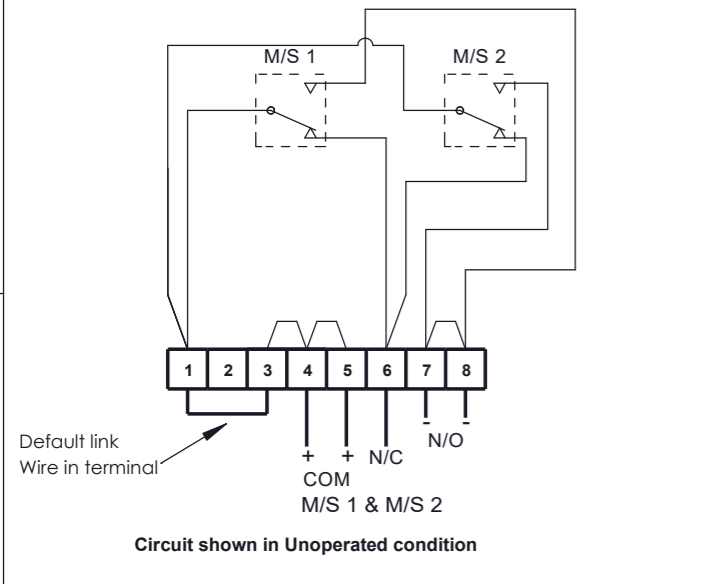 M/S 1
M/S 2
1 2 3 4 5 6 7 8
Default link
Wire in terminal
+ + N/C - - N/O
COM
M/S 1 & M/S 2
Circuit shown in Unoperated condition